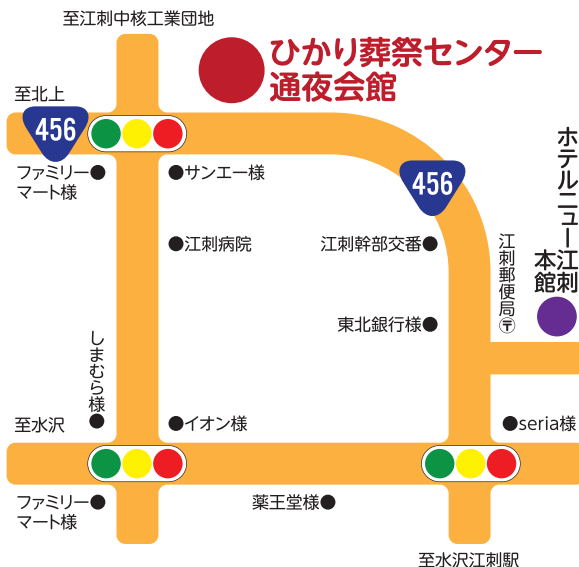 至江刺中核工業団地
ひかり葬祭センター
通夜会館
至北上
456
ファミリー
マート様
サンエー様
456
ホテルニュー江刺
本館
江刺病院
江刺幹部交番
江刺郵便局〒
東北銀行様
しまむら様
至水沢
イオン様
seria様
ファミリー
マート様
薬王堂様
至水沢江刺駅